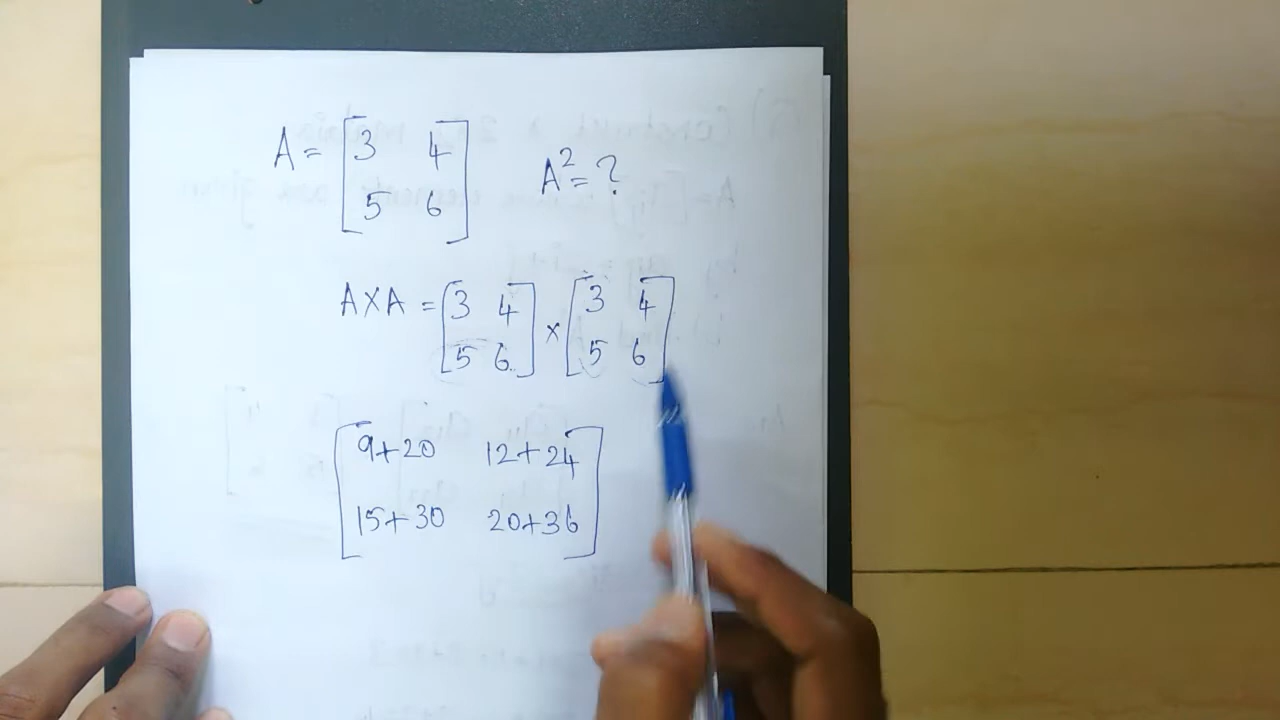 A = [3 4
5 6] A² = ?
A X A = [3 4
5 6] × [3 4
5 6]
[9+20 12+24
15+30 20+36]